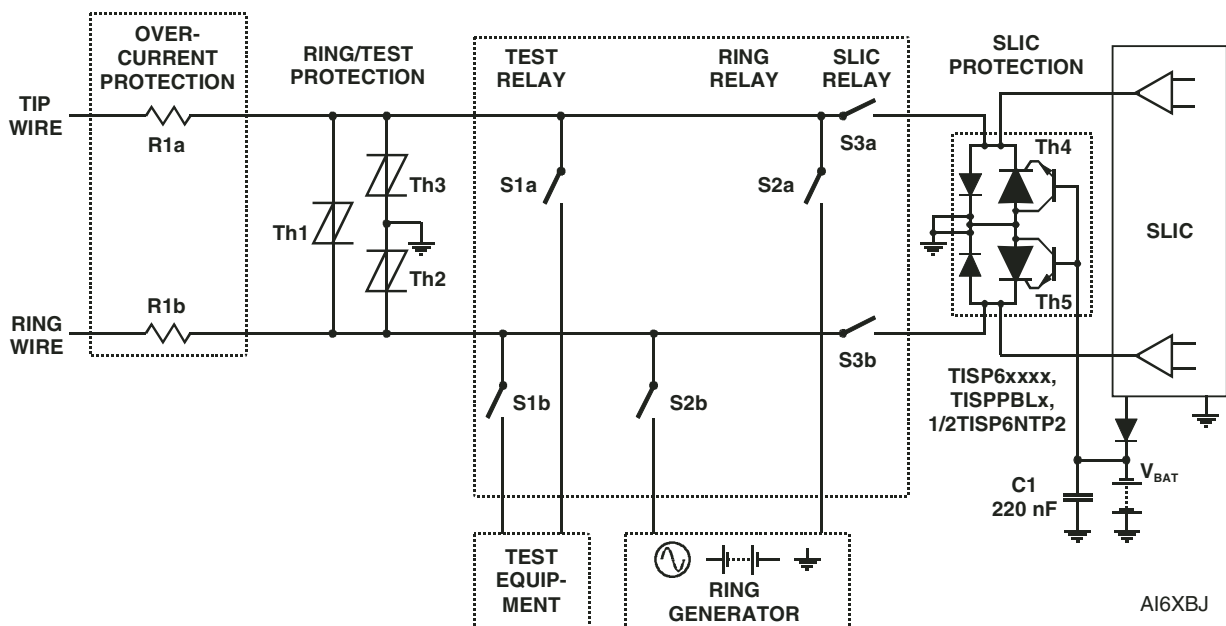 OVER-
CURRENT
PROTECTION
RING/TEST
PROTECTION
TEST
RELAY
RING
RELAY
SLIC
RELAY
SLIC
PROTECTION
TIP
WIRE
R1a
Th3
Th1
Th2
S1a
S2a
S3a
Th4
SLIC
Th5
RING
WIRE
R1b
S3b
S1b
S2b
TISP6xxxx,
TISPPBLx,
1/2TISP6NTP2
C1
220 nF
VBAT
TEST
EQUIP-
MENT
RING
GENERATOR
AI6XBJ